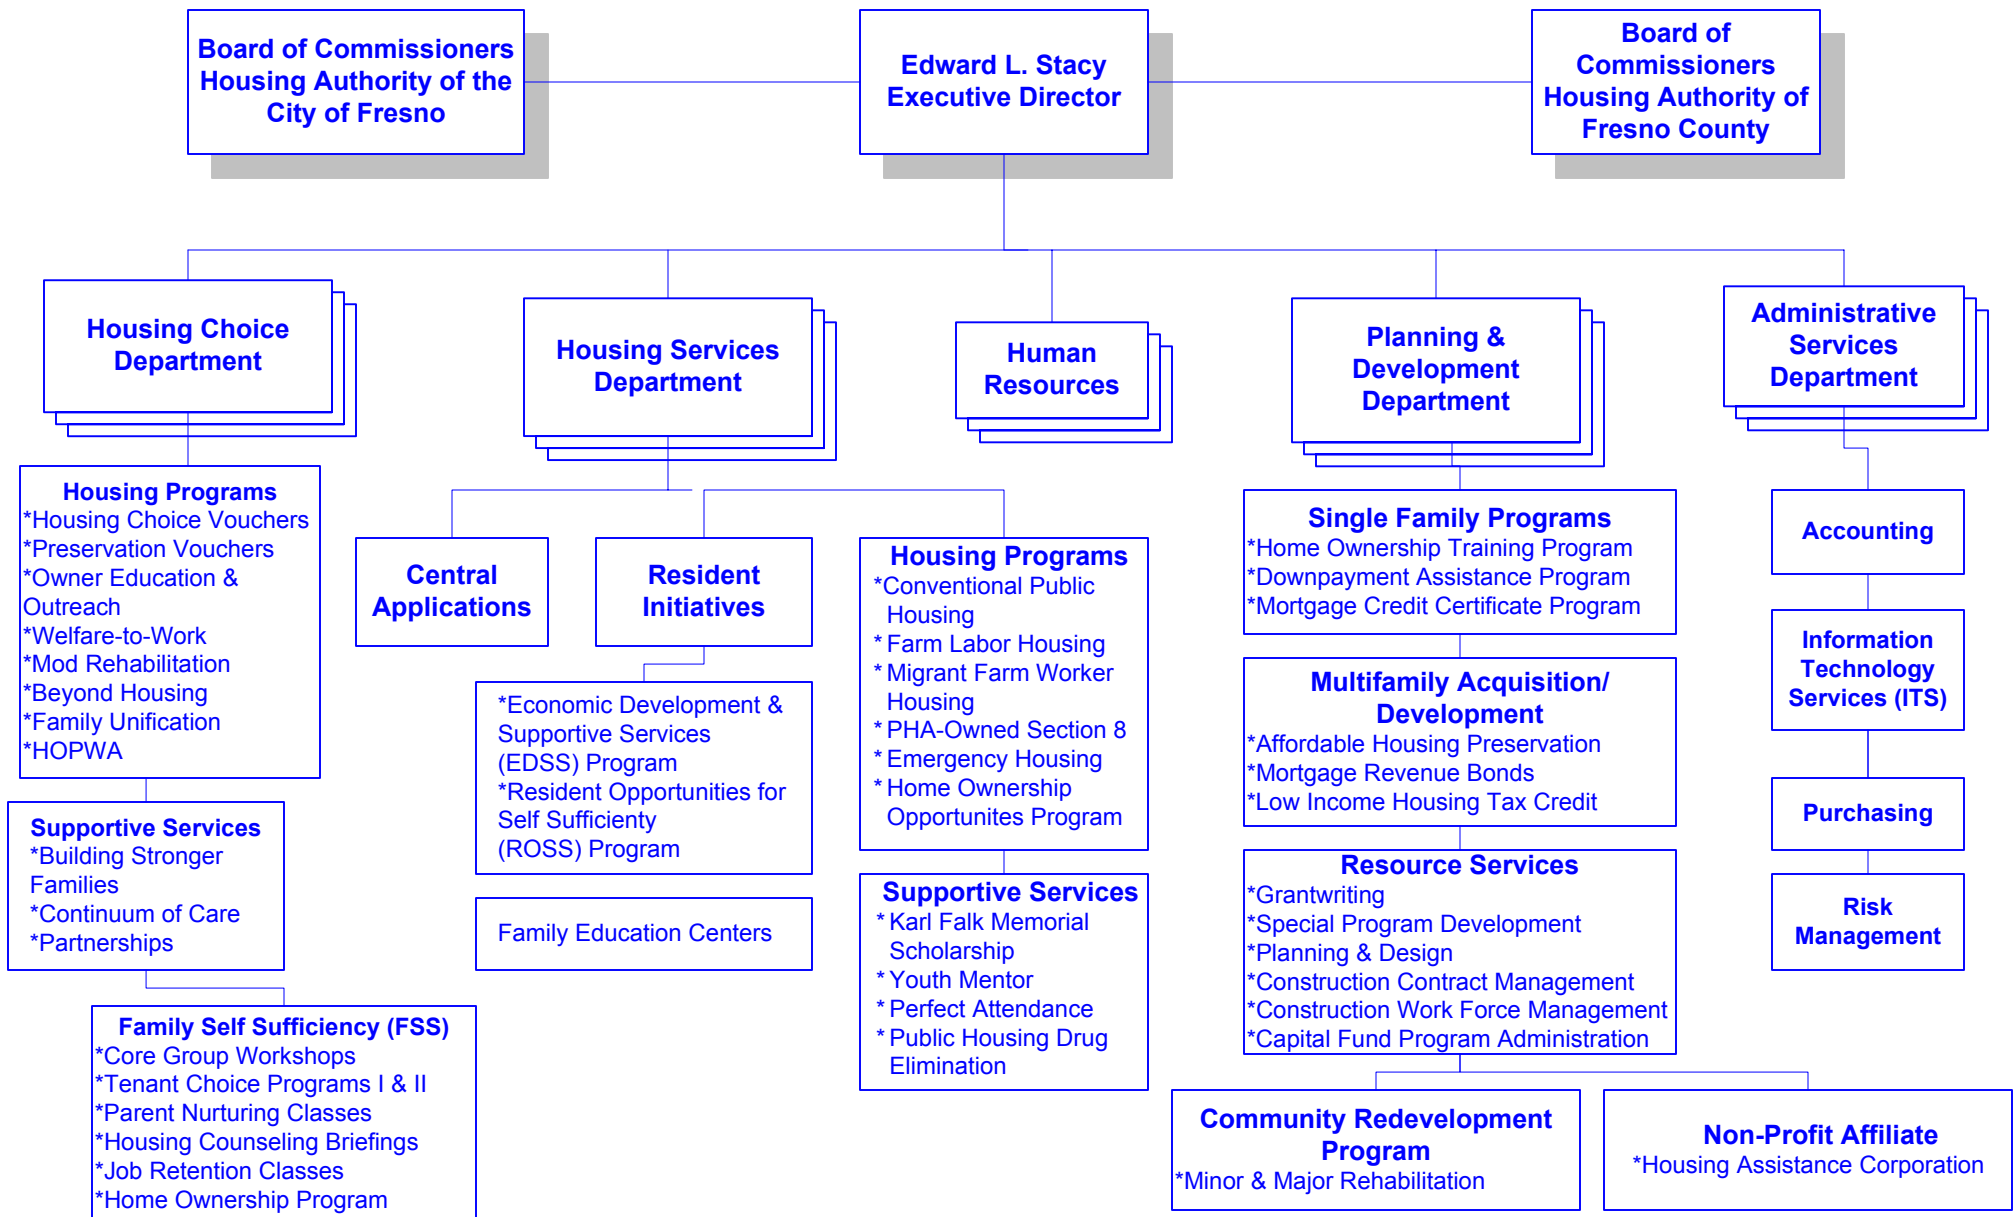 Board of Commissioners
Housing Authority of the
City of Fresno
Edward L. Stacy
Executive Director
Board of
Commissioners
Housing Authority of
Fresno County
Housing Choice
Department
Housing Services
Department
Human
Resources
Planning &
Development
Department
Administrative
Services
Department
Housing Programs
*Housing Choice Vouchers
*Preservation Vouchers
*Owner Education &
Outreach
*Welfare-to-Work
*Mod Rehabilitation
*Beyond Housing
*Family Unification
*HOPWA
Supportive Services
*Building Stronger
Families
*Continuum of Care
*Partnerships
Family Self Sufficiency (FSS)
*Core Group Workshops
*Tenant Choice Programs I & II
*Parent Nurturing Classes
*Housing Counseling Briefings
*Job Retention Classes
*Home Ownership Program
Central
Applications
Resident
Initiatives
*Economic Development &
Supportive Services
(EDSS) Program
*Resident Opportunities for
Self Sufficienty
(ROSS) Program
Family Education Centers
Housing Programs
*Conventional Public
Housing
* Farm Labor Housing
* Migrant Farm Worker
Housing
* PHA-Owned Section 8
* Emergency Housing
* Home Ownership
Opportunites Program
Supportive Services
* Karl Falk Memorial
Scholarship
* Youth Mentor
* Perfect Attendance
* Public Housing Drug
Elimination
Single Family Programs
*Home Ownership Training Program
*Downpayment Assistance Program
*Mortgage Credit Certificate Program
Multifamily Acquisition/
Development
*Affordable Housing Preservation
*Mortgage Revenue Bonds
*Low Income Housing Tax Credit
Resource Services
*Grantwriting
*Special Program Development
*Planning & Design
*Construction Contract Management
*Construction Work Force Management
*Capital Fund Program Administration
Community Redevelopment
Program
*Minor & Major Rehabilitation
Non-Profit Affiliate
*Housing Assistance Corporation
Accounting
Information
Technology
Services (ITS)
Purchasing
Risk
Management